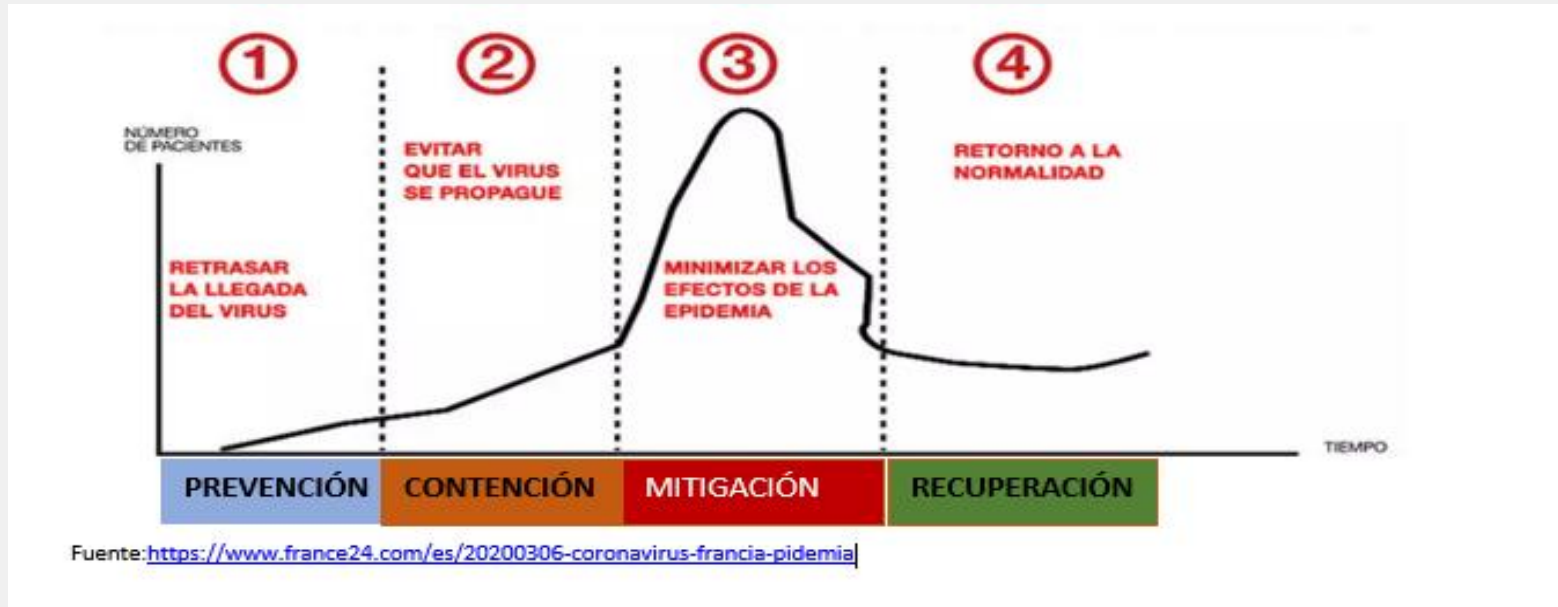 1
2
3
4
NÚMERO
DE PACIENTES
RETRASAR
LA LLEGADA
DEL VIRUS
EVITAR
QUE EL VIRUS
SE PROPAGUE
MINIMIZAR LOS
EFECTOS DE LA
EPIDEMIA
RETORNO A LA
NORMALIDAD
TIEMPO
PREVENCIÓN
CONTENCIÓN
MITIGACIÓN
RECUPERACIÓN
Fuente:https://www.france24.com/es/20200306-coronavirus-francia-pidemia